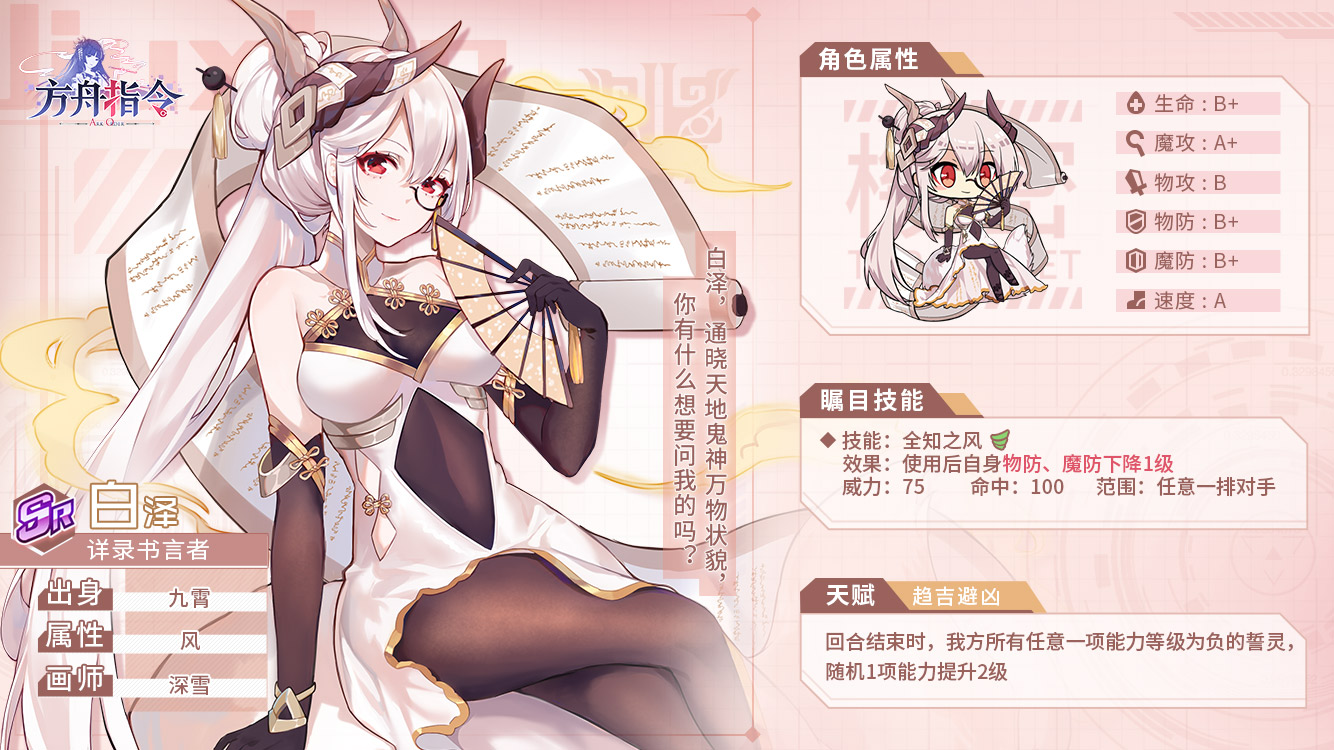 方舟指令
ARK ORDER
白泽，通晓天地鬼神万物状貌，
你有什么想要问我的吗？
SR
白泽
详录书言者
出身 九霄
属性 风
画师 深雪
角色属性
生命：B+
魔攻：A+
物攻：B
物防：B+
魔防：B+
速度：A
瞩目技能
技能：全知之风
效果：使用后自身物防、魔防下降1级
威力：75 命中：100 范围：任意一排对手
天赋 趋吉避凶
回合结束时，我方所有任意一项能力等级为负的誓灵，
随机1项能力提升2级